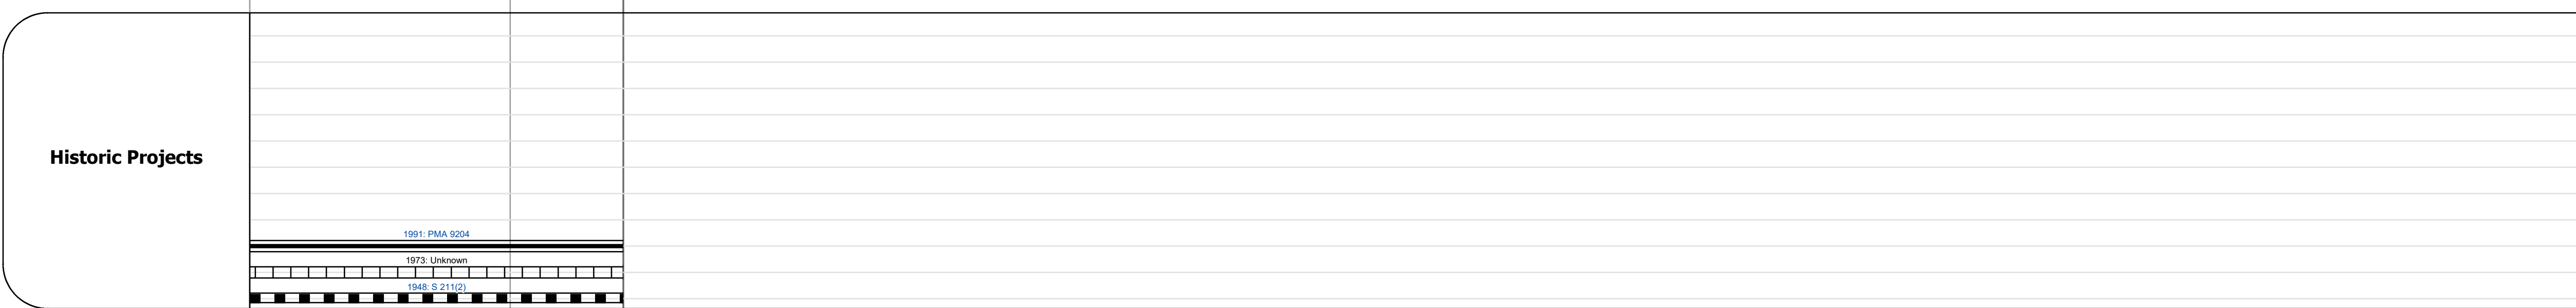 Historic Projects
1991: PMA 9204
1973: Unknown
1948: S 211(2)